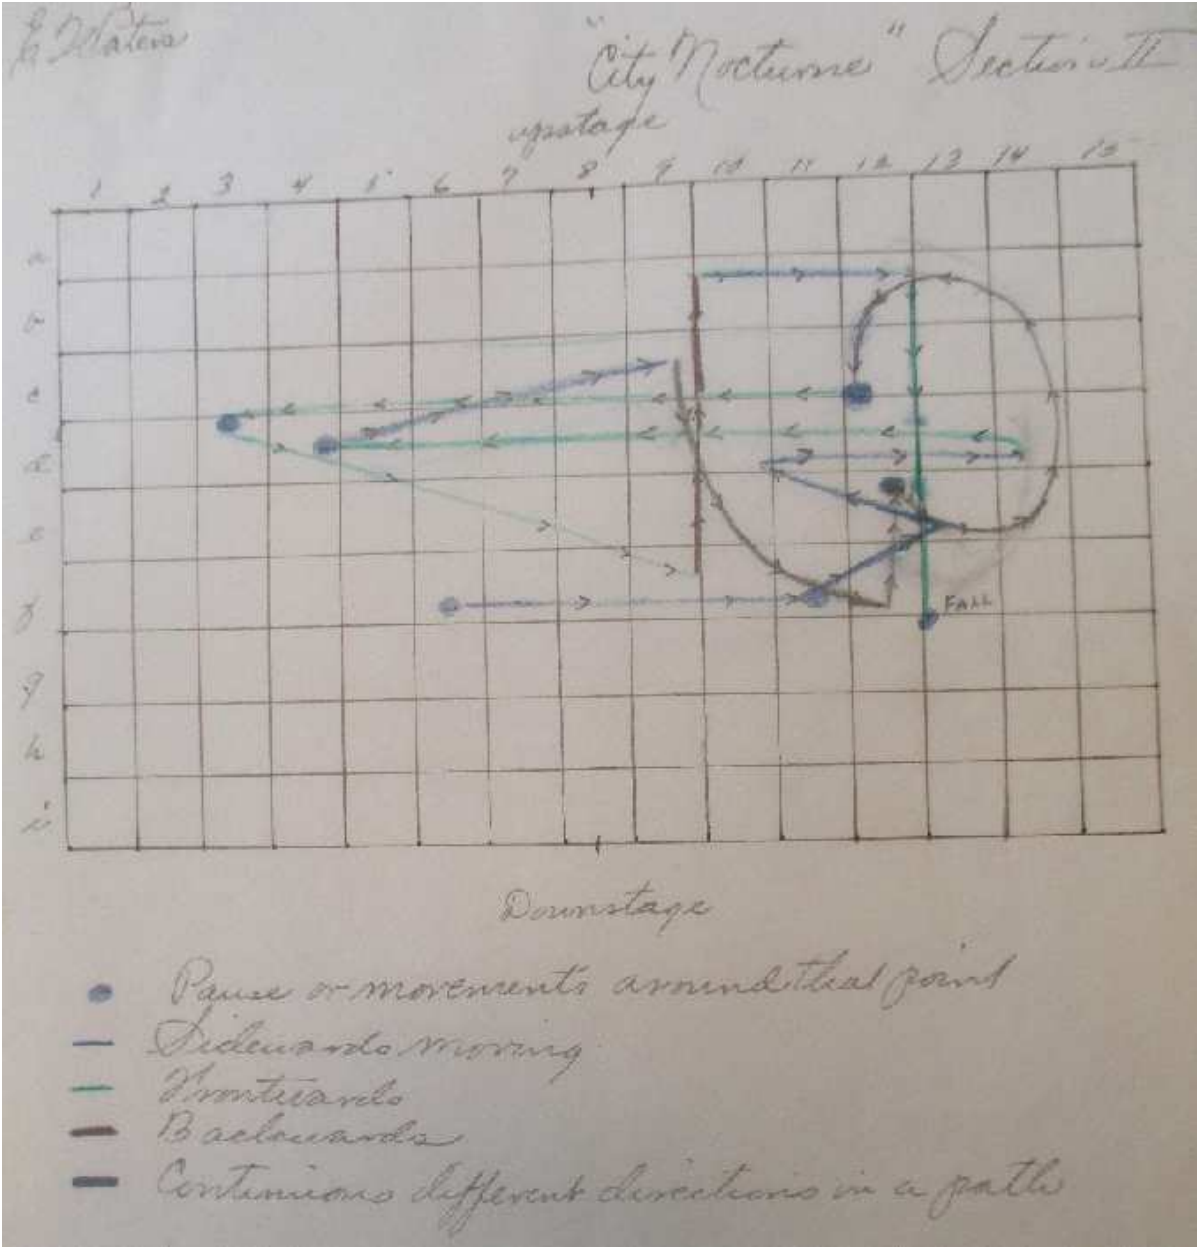 E Waters
"City Nocturne" Section II
upstage
1 2 3 4 5 6 7 8 9 10 11 12 13 14 15
a
b
c
d
e
f
FALL
g
h
i
Downstage
Pause or movements around that point
Sidewards moving
Frontwards
Backwards
Continuous different directions in a path